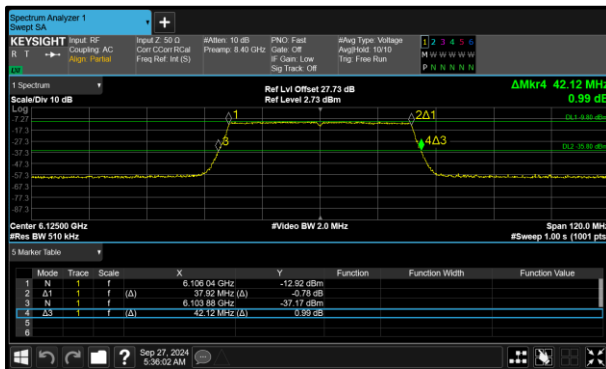 Spectrum Analyzer 1
Swept SA
KEYSIGHT Input: RF Input Z: 50 Ω #Atten: 10 dB PNO: Fast #Avg Type: Voltage 1 2 3 4 5 6
R T Coupling: AC Corr CCorr RCal Preamp: 8.40 GHz Gate: Off Avg|Hold: 10/10 M W W W W W
Align: Partial Freq Ref: Int (S) IF Gain: Low Trig: Free Run
Sig Track: Off P N N N N N
1 Spectrum Ref Lvl Offset 27.73 dB ΔMkr4 42.12 MHz
Scale/Div 10 dB Ref Level 2.73 dBm 0.99 dB
Log
-7.27 1 2Δ1 DL1 -9.80 dBm
-17.3
-27.3 3 4Δ3 DL2 -35.80 dBm
-37.3
-47.3
-57.3
-67.3
-77.3
-87.3
Center 6.12500 GHz #Video BW 2.0 MHz Span 120.0 MHz
#Res BW 510 kHz #Sweep 1.00 s (1001 pts
5 Marker Table
Mode Trace Scale X Y Function Function Width Function Value
1 N 1 f 6.106 04 GHz -12.92 dBm
2 Δ1 1 f (Δ) 37.92 MHz (Δ) -0.78 dB
3 N 1 f 6.103 88 GHz -37.17 dBm
4 Δ3 1 f (Δ) 42.12 MHz (Δ) 0.99 dB
5
6
? Sep 27, 2024
5:36:02 AM